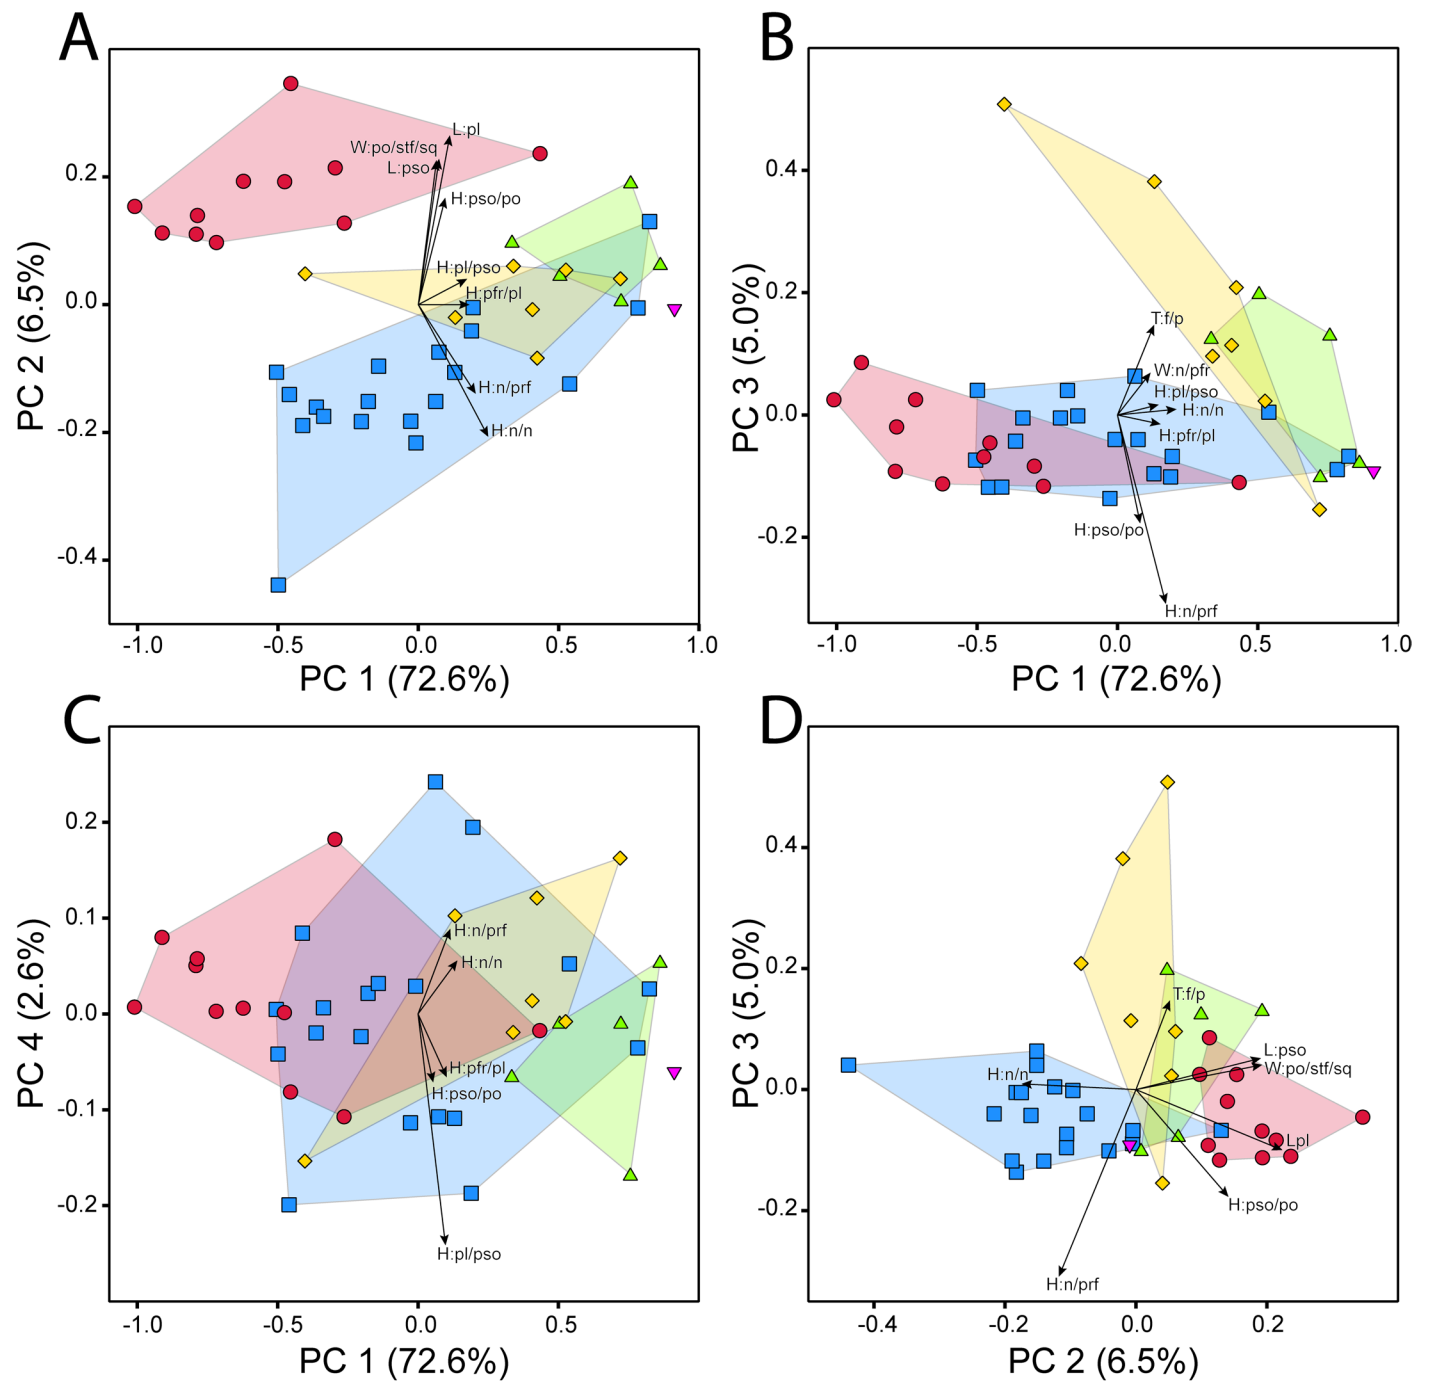 A
0.2
0.0
-0.2
-0.4
PC 2 (6.5%)
L:pl
W:po/stf/sq
L:pso
H:pso/po
H:pl/pso
H:pfr/pl
H:n/prf
H:n/n
-1.0 -0.5 0.0 0.5 1.0
PC 1 (72.6%)
B
0.4
0.2
0.0
-0.2
PC 3 (5.0%)
T:f/p
W:n/pfr
H:pl/pso
H:n/n
H:pfr/pl
H:pso/po
H:n/prf
-1.0 -0.5 0.0 0.5 1.0
PC 1 (72.6%)
C
0.2
0.1
0.0
-0.1
-0.2
PC 4 (2.6%)
H:n/prf
H:n/n
H:pfr/pl
H:pso/po
H:pl/pso
-1.0 -0.5 0.0 0.5
PC 1 (72.6%)
D
0.4
0.2
0.0
-0.2
PC 3 (5.0%)
T:f/p
L:pso
W:po/stf/sq
H:n/n
Lpl
H:pso/po
H:n/prf
-0.4 -0.2 0.0 0.2
PC 2 (6.5%)